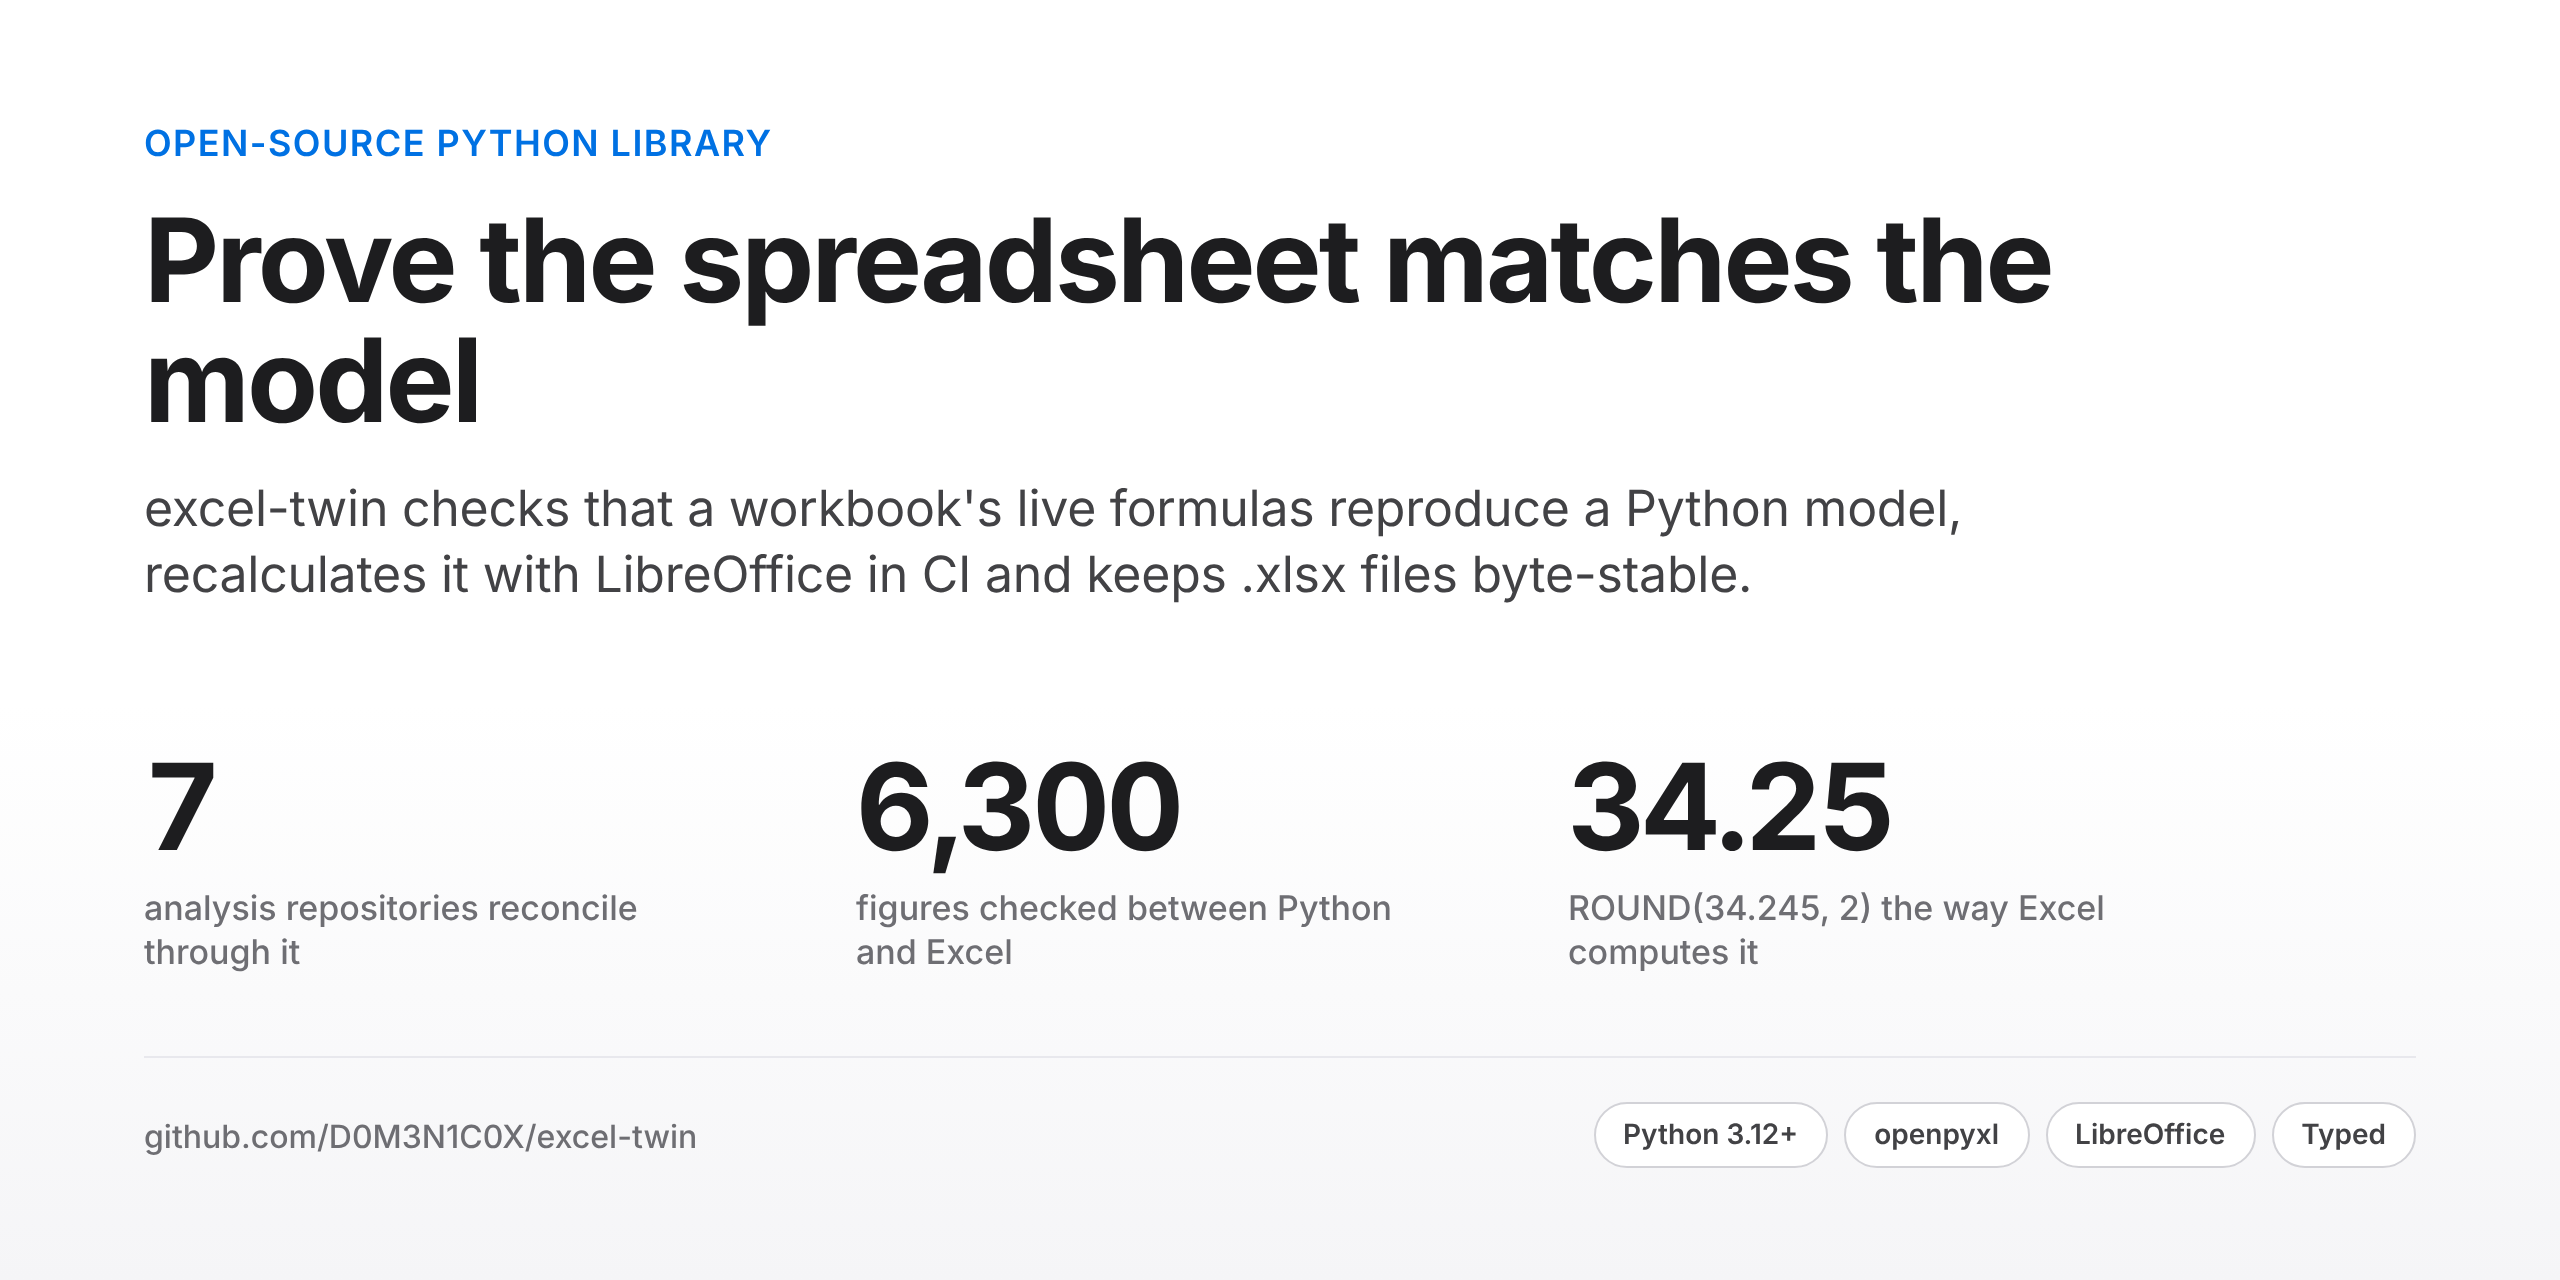 OPEN-SOURCE PYTHON LIBRARY
Prove the spreadsheet matches the
model
excel-twin checks that a workbook's live formulas reproduce a Python model,
recalculates it with LibreOffice in CI and keeps .xlsx files byte-stable.
7
analysis repositories reconcile
through it
6,300
figures checked between Python
and Excel
34.25
ROUND(34.245, 2) the way Excel
computes it
github.com/D0M3N1C0X/excel-twin
Python 3.12+
openpyxl
LibreOffice
Typed